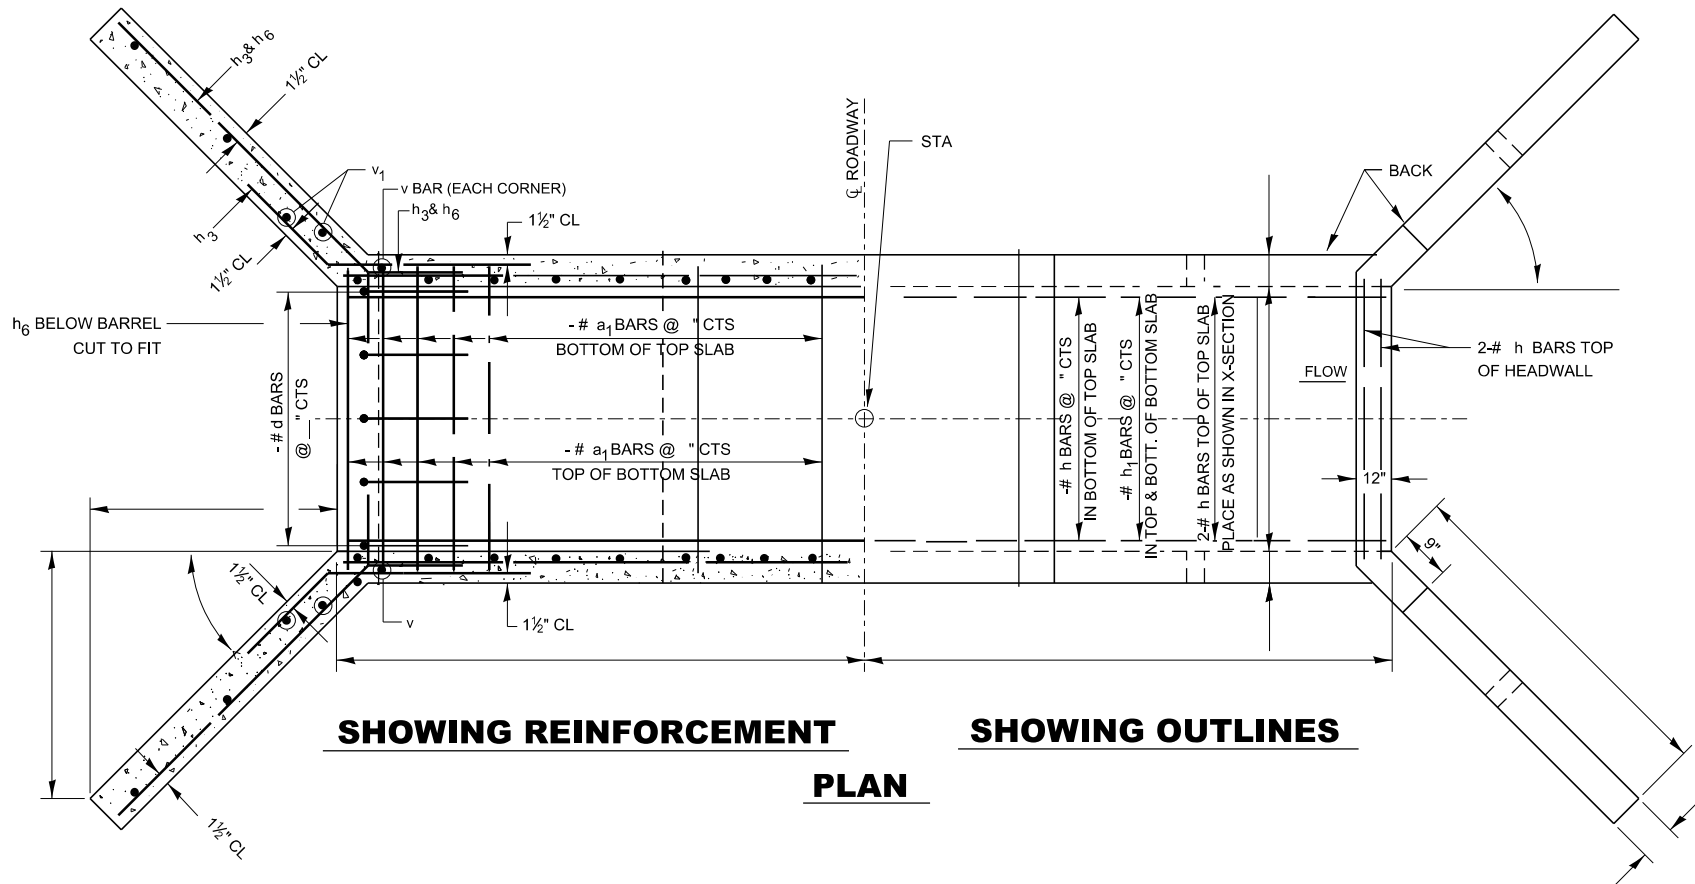 h3& h6
1½" CL
h3
1½" CL
v1
v BAR (EACH CORNER)
h3& h6
1½" CL
℄ ROADWAY
STA
BACK
h6 BELOW BARREL
CUT TO FIT
- # d BARS
@ _ " CTS
- # a1 BARS @ " CTS
BOTTOM OF TOP SLAB
- # a1 BARS @ " CTS
TOP OF BOTTOM SLAB
-# h BARS @ " CTS
IN BOTTOM OF TOP SLAB
-# h1 BARS @ " CTS
IN TOP & BOTT. OF BOTTOM SLAB
2-# h BARS TOP OF TOP SLAB
PLACE AS SHOWN IN X-SECTION
FLOW
2-# h BARS TOP
OF HEADWALL
12"
9"
1½" CL
v
1½" CL
1½" CL
SHOWING REINFORCEMENT
SHOWING OUTLINES
PLAN